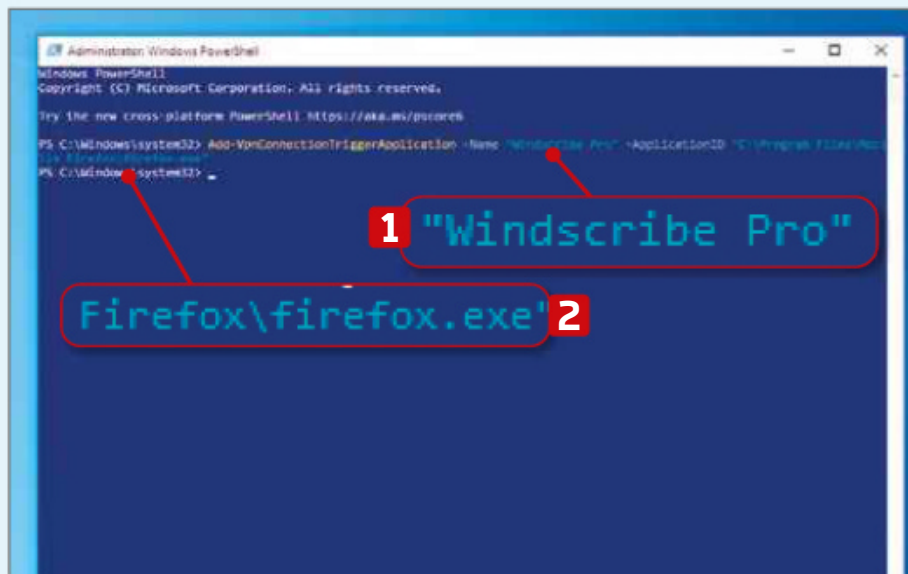 Administrator: Windows PowerShell
Windows PowerShell
Copyright (C) Microsoft Corporation. All rights reserved.
Try the new cross-platform PowerShell https://aka.ms/pscore6
PS C:\Windows\system32> Add-VpnConnectionTriggerApplication -Name "Windscribe Pro" -ApplicationID "C:\Program Files\Moz
illa Firefox\firefox.exe"
PS C:\Windows\system32> _
1 "Windscribe Pro"
Firefox\firefox.exe" 2